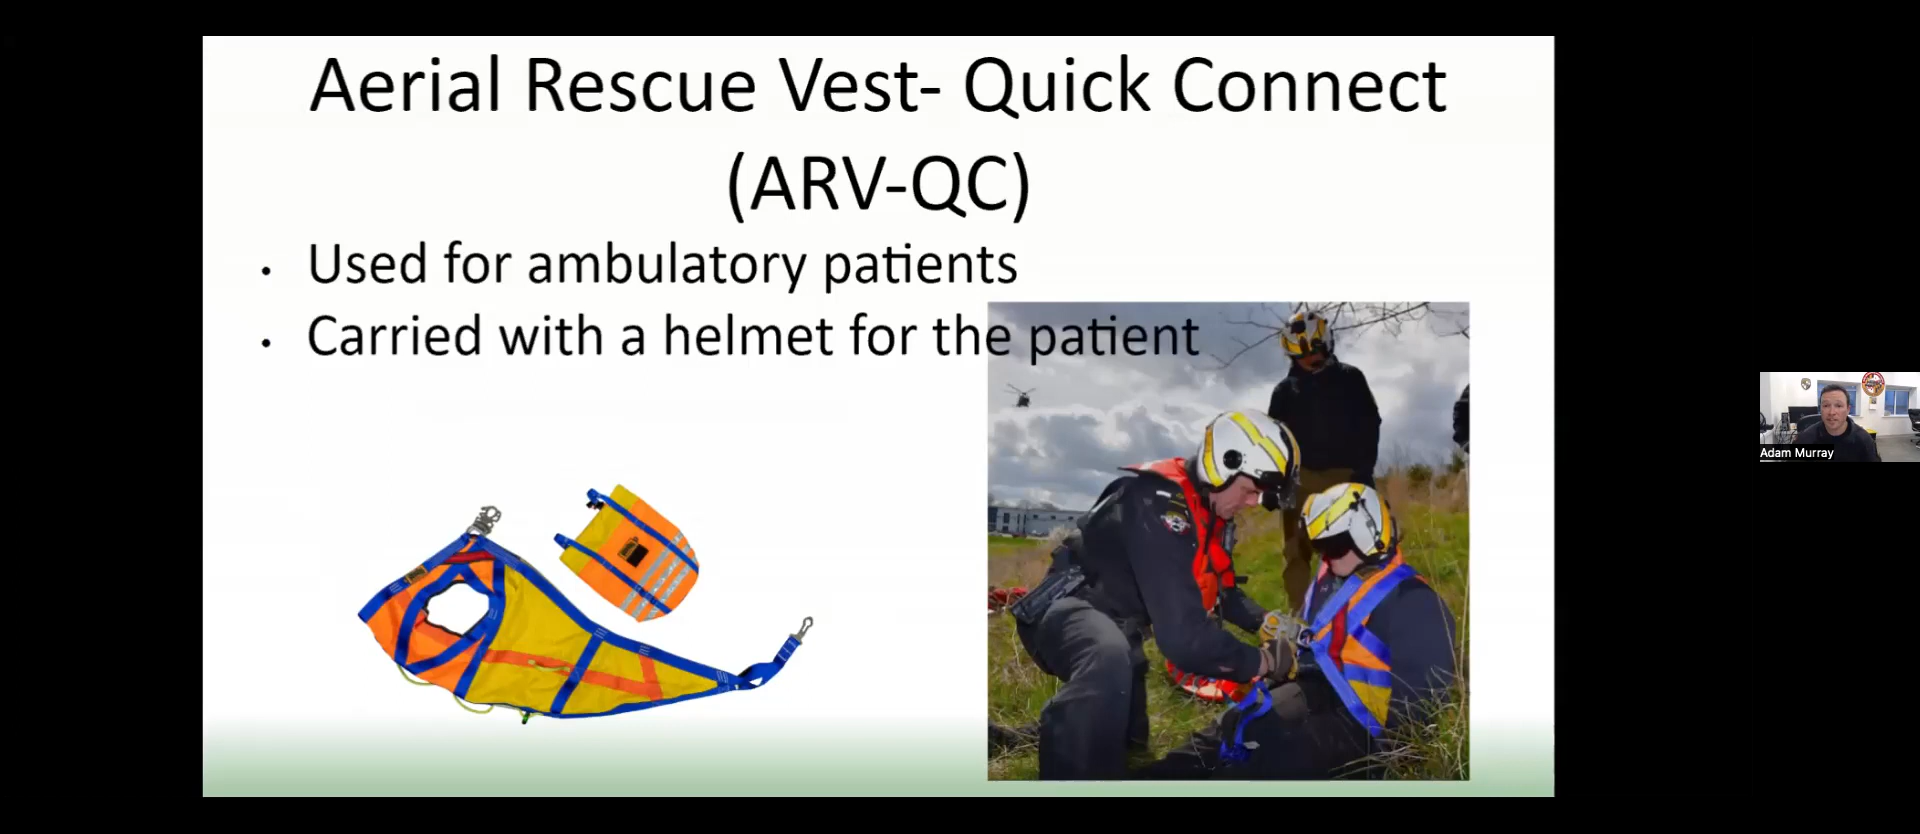 Aerial Rescue Vest- Quick Connect
(ARV-QC)
• Used for ambulatory patients
• Carried with a helmet for the patient
Adam Murray